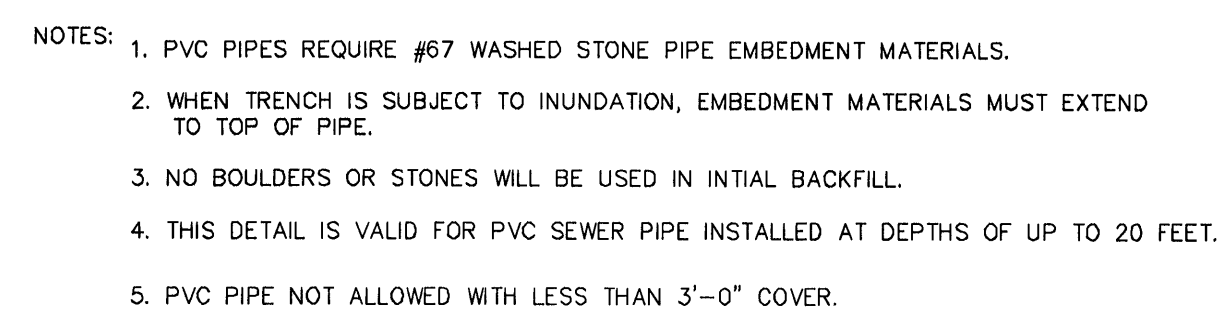 NOTES: 1. PVC PIPES REQUIRE #67 WASHED STONE PIPE EMBEDMENT MATERIALS.
2. WHEN TRENCH IS SUBJECT TO INUNDATION, EMBEDMENT MATERIALS MUST EXTEND
TO TOP OF PIPE.
3. NO BOULDERS OR STONES WILL BE USED IN INTIAL BACKFILL.
4. THIS DETAIL IS VALID FOR PVC SEWER PIPE INSTALLED AT DEPTHS OF UP TO 20 FEET.
5. PVC PIPE NOT ALLOWED WITH LESS THAN 3'-0" COVER.